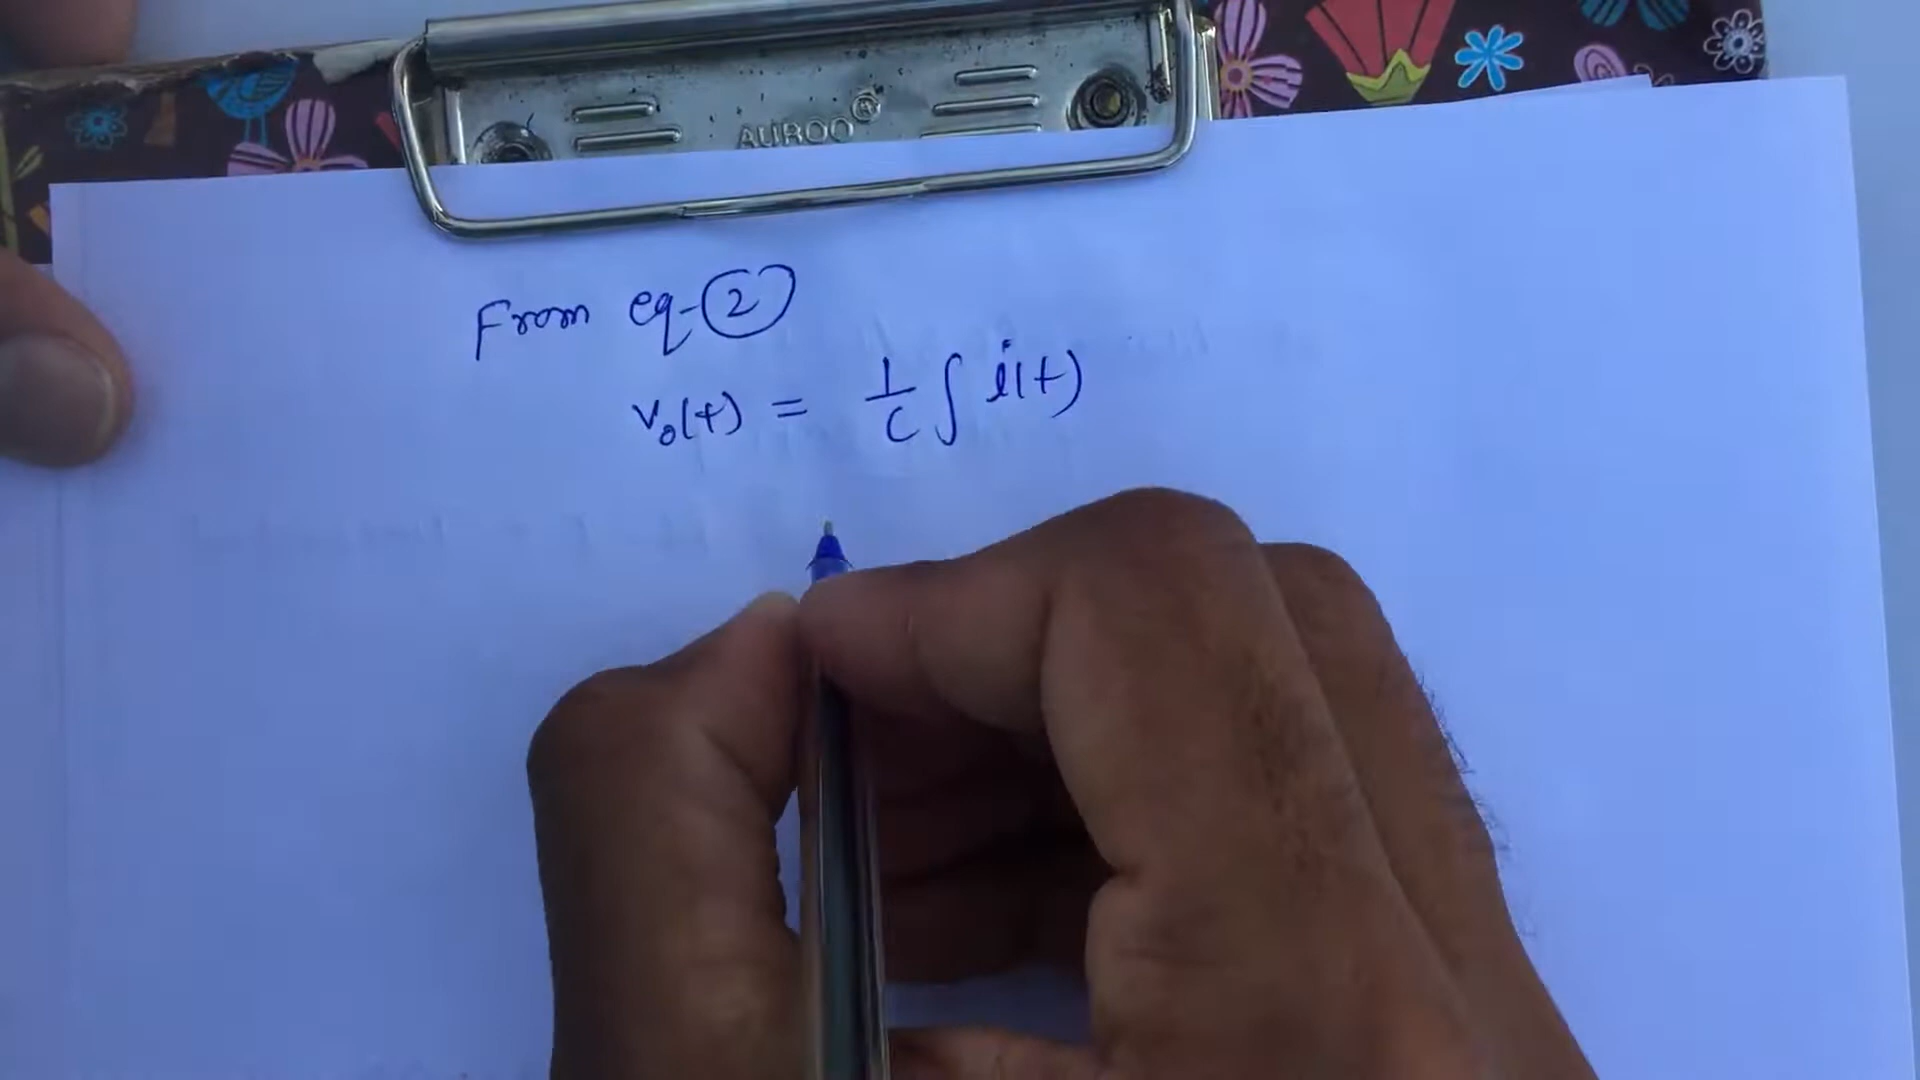 AUROO®
From eq-②
v₀(t) = 1/C ∫ i(t)